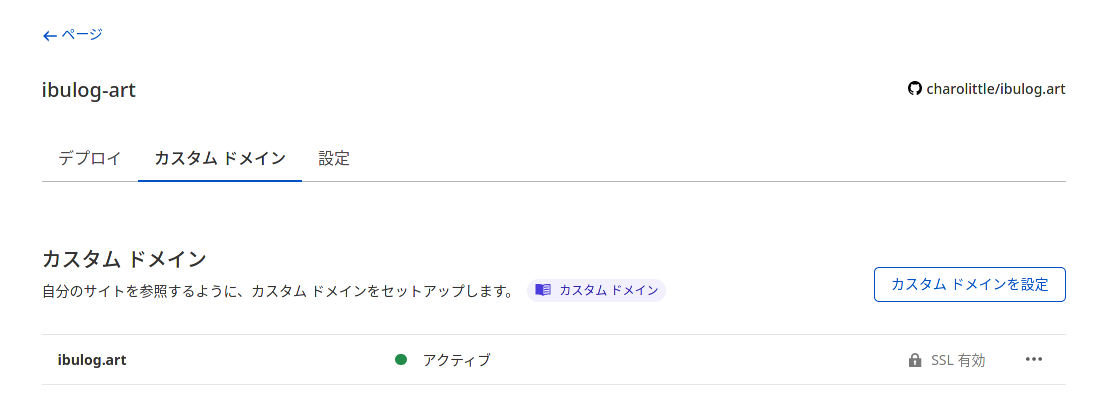 ← ページ
ibulog-art
charolittle/ibulog.art
デプロイ カスタム ドメイン 設定
カスタム ドメイン
自分のサイトを参照するように、カスタム ドメインをセットアップします。 カスタム ドメイン
カスタム ドメインを設定
ibulog.art アクティブ SSL 有効 •••